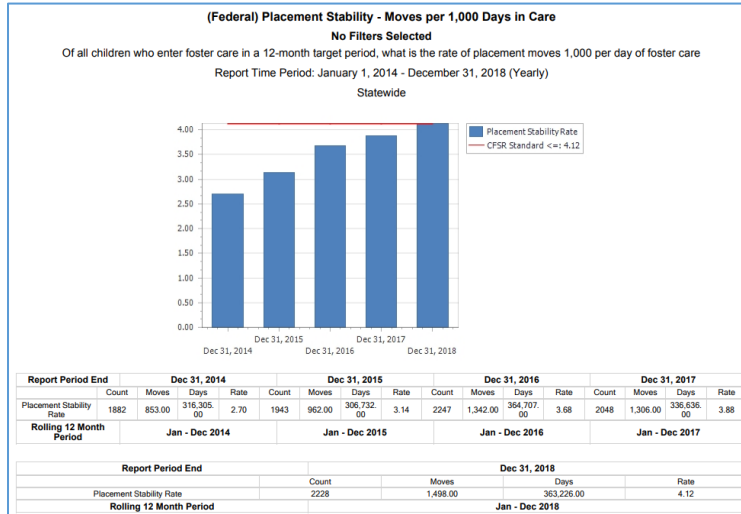 (Federal) Placement Stability - Moves per 1,000 Days in Care
No Filters Selected
Of all children who enter foster care in a 12-month target period, what is the rate of placement moves 1,000 per day of foster care
Report Time Period: January 1, 2014 - December 31, 2018 (Yearly)
Statewide
4.00
3.50
3.00
2.50
2.00
1.50
1.00
0.50
0.00
Placement Stability Rate
CFSR Standard <=: 4.12
Dec 31, 2015 Dec 31, 2017
Dec 31, 2014 Dec 31, 2016 Dec 31, 2018
Report Period End Dec 31, 2014 Dec 31, 2015 Dec 31, 2016 Dec 31, 2017
Count Moves Days Rate Count Moves Days Rate Count Moves Days Rate Count Moves Days Rate
Placement Stability Rate 1882 853.00 316,305.00 2.70 1943 962.00 306,732.00 3.14 2247 1,342.00 364,707.00 3.68 2048 1,306.00 336,636.00 3.88
Rolling 12 Month Period Jan - Dec 2014 Jan - Dec 2015 Jan - Dec 2016 Jan - Dec 2017
Report Period End Dec 31, 2018
Count Moves Days Rate
Placement Stability Rate 2228 1,498.00 363,226.00 4.12
Rolling 12 Month Period Jan - Dec 2018